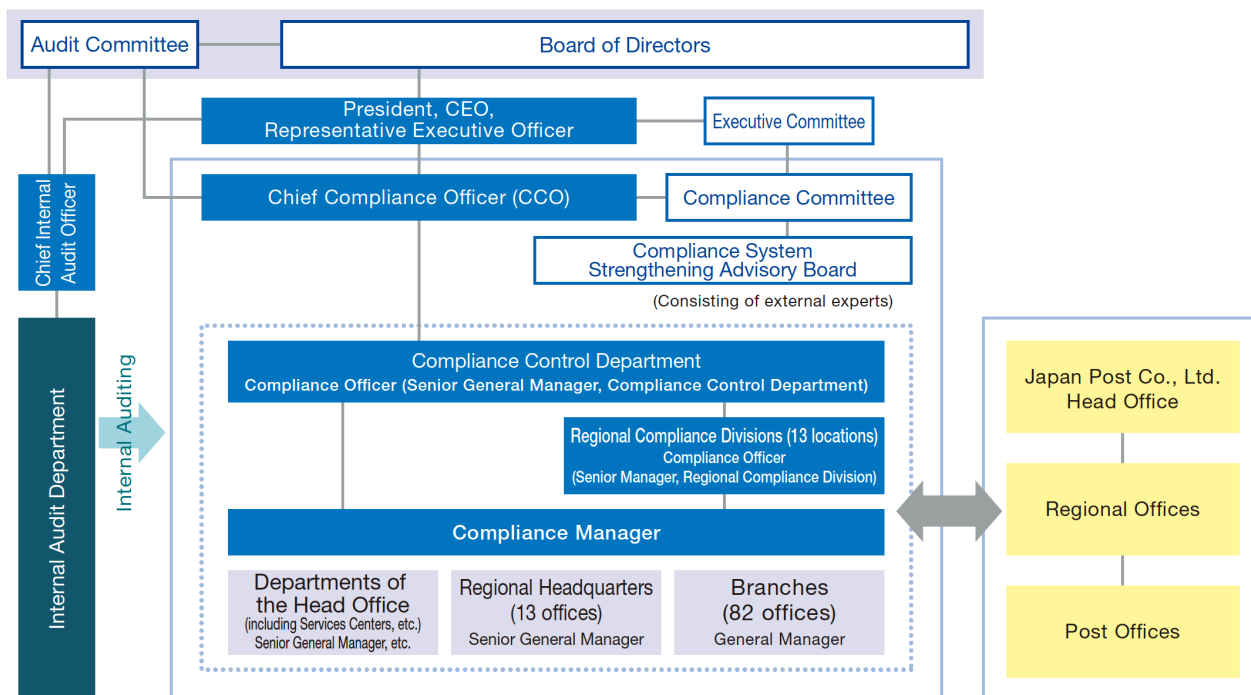 Audit Committee
Board of Directors
President, CEO,
Representative Executive Officer
Executive Committee
Chief Internal
Audit Officer
Chief Compliance Officer (CCO)
Compliance Committee
Compliance System
Strengthening Advisory Board
(Consisting of external experts)
Internal Audit Department
Internal Auditing
Compliance Control Department
Compliance Officer (Senior General Manager, Compliance Control Department)
Regional Compliance Divisions (13 locations)
Compliance Officer
(Senior Manager, Regional Compliance Division)
Compliance Manager
Departments of
the Head Office
(including Services Centers, etc.)
Senior General Manager, etc.
Regional Headquarters
(13 offices)
Senior General Manager
Branches
(82 offices)
General Manager
Japan Post Co., Ltd.
Head Office
Regional Offices
Post Offices